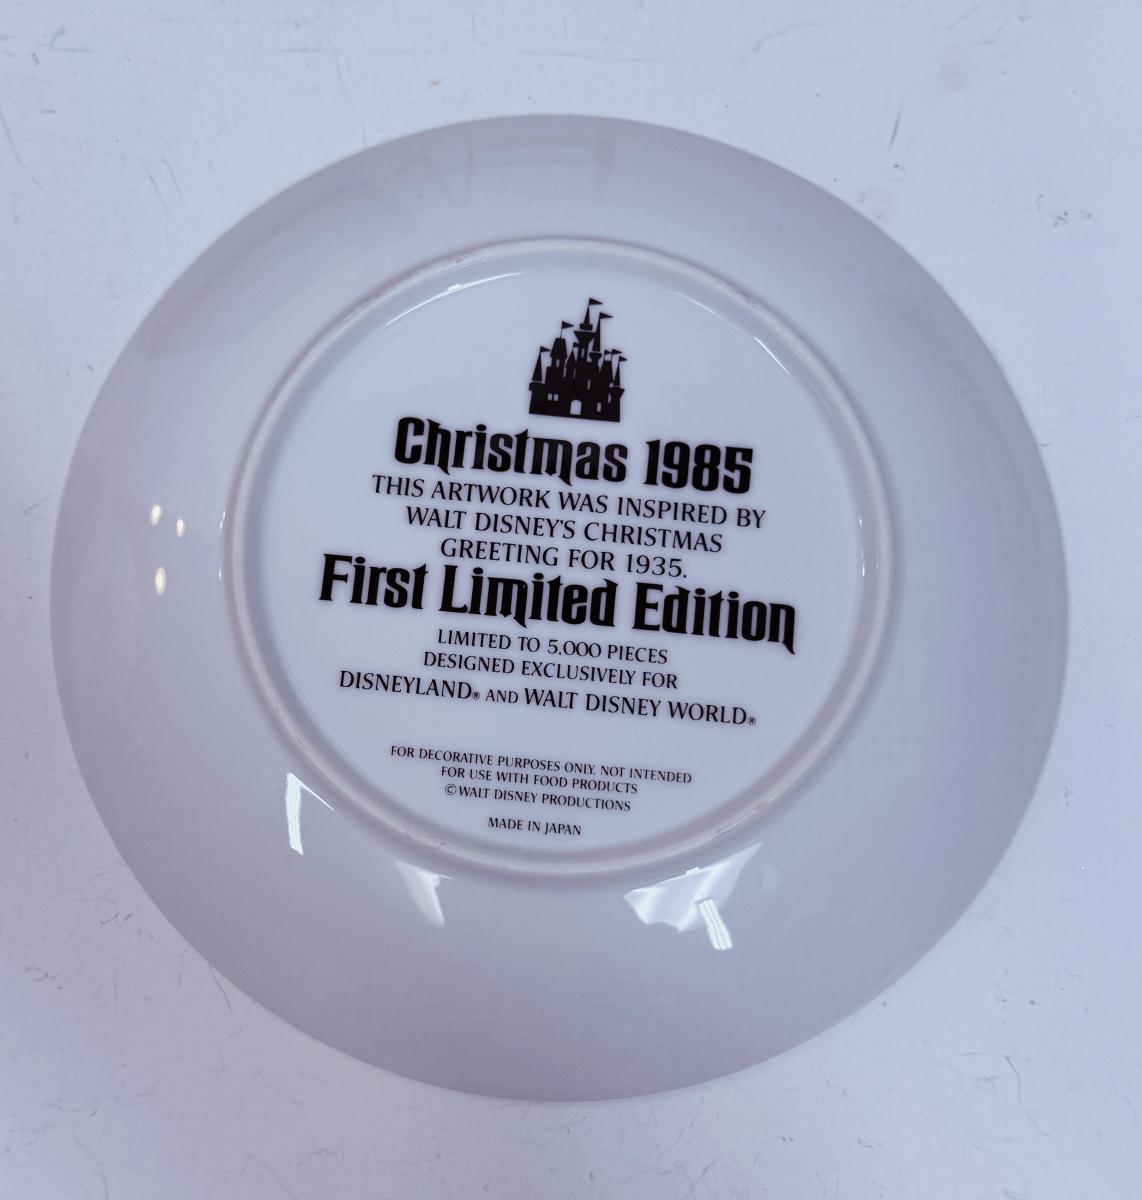 Christmas 1985
THIS ARTWORK WAS INSPIRED BY
WALT DISNEY'S CHRISTMAS
GREETING FOR 1935.
First Limited Edition
LIMITED TO 5,000 PIECES
DESIGNED EXCLUSIVELY FOR
DISNEYLAND® AND WALT DISNEY WORLD®
FOR DECORATIVE PURPOSES ONLY. NOT INTENDED
FOR USE WITH FOOD PRODUCTS
©WALT DISNEY PRODUCTIONS
MADE IN JAPAN